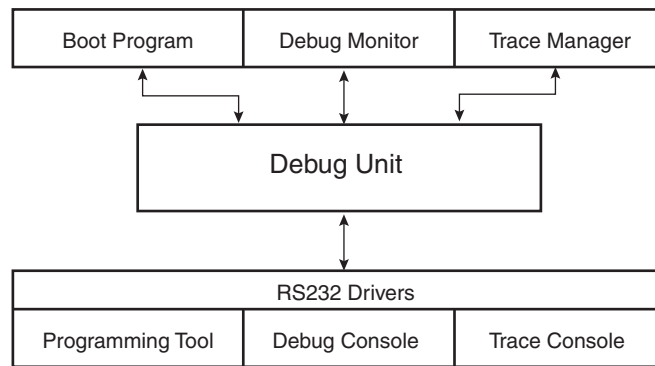 Boot Program Debug Monitor Trace Manager
Debug Unit
RS232 Drivers
Programming Tool Debug Console Trace Console